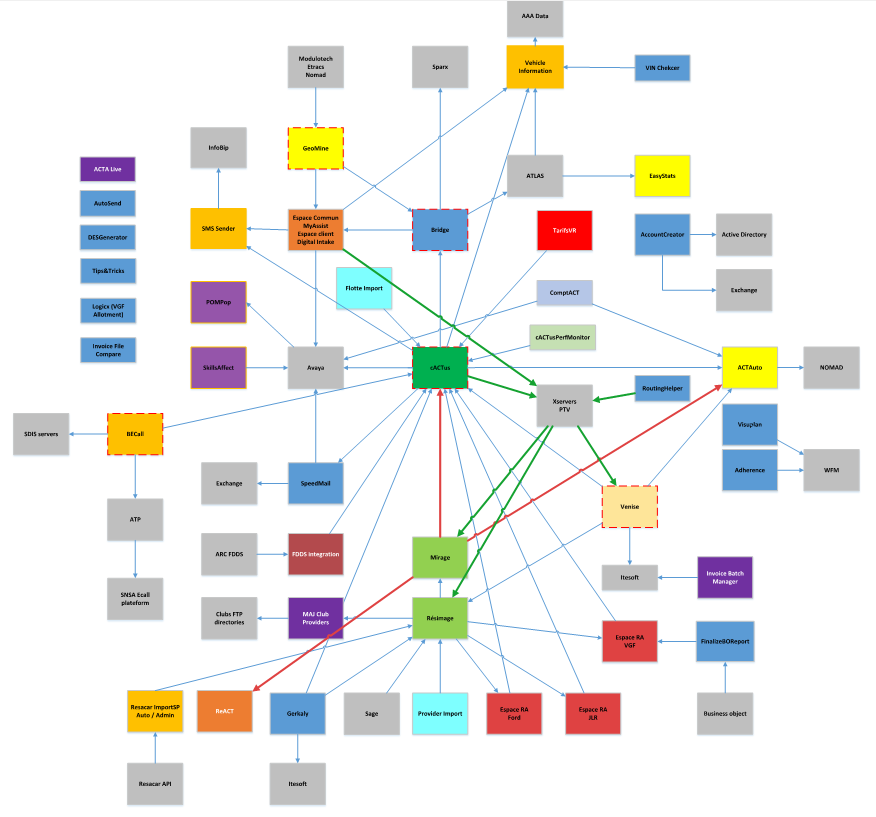 AAA Data
Modulotech
Etracs
Nomad
Sparx
Vehicle
Information
VIN Chekcer
InfoBip
GeoMine
ACTA Live
ATLAS
EasyStats
AutoSend
SMS Sender
Espace Commun
MyAssist
Espace client
Digital Intake
Bridge
TarifsVR
AccountCreator
Active Directory
DESGenerator
Tips&Tricks
POMPop
Flotte Import
ComptACT
Exchange
Logicx (VGF
Allotment)
cACTusPerfMonitor
Invoice File
Compare
SkillsAffect
Avaya
cACTus
ACTAuto
NOMAD
Xservers
PTV
RoutingHelper
SDIS servers
BECall
Visuplan
Adherence
WFM
Exchange
SpeedMail
Venise
ATP
ARC FDDS
FDDS integration
Mirage
Itesoft
Invoice Batch
Manager
SNSA Ecall
plateform
Clubs FTP
directories
MAJ Club
Providers
Résimage
Espace RA
VGF
FinalizeBOReport
Resacar ImportSP
Auto / Admin
ReACT
Gerkaly
Sage
Provider Import
Espace RA
Ford
Espace RA
JLR
Business object
Resacar API
Itesoft